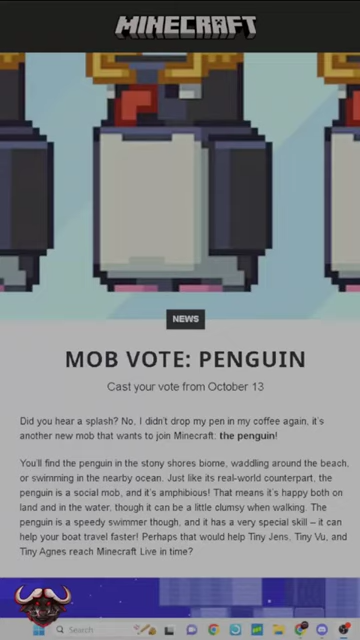 MINECRAFT
NEWS
MOB VOTE: PENGUIN
Cast your vote from October 13
Did you hear a splash? No, I didn't drop my pen in my coffee again, it's
another new mob that wants to join Minecraft: the penguin!
You'll find the penguin in the stony shores biome, waddling around the beach,
or swimming in the nearby ocean. Just like its real-world counterpart, the
penguin is a social mob, and it's amphibious! That means it's happy both on
land and in the water, though it can be a little clumsy when walking. The
penguin is a speedy swimmer though, and it has a very special skill – it can
help your boat travel faster! Perhaps that would help Tiny Jens, Tiny Vu, and
Tiny Agnes reach Minecraft Live in time?
Search